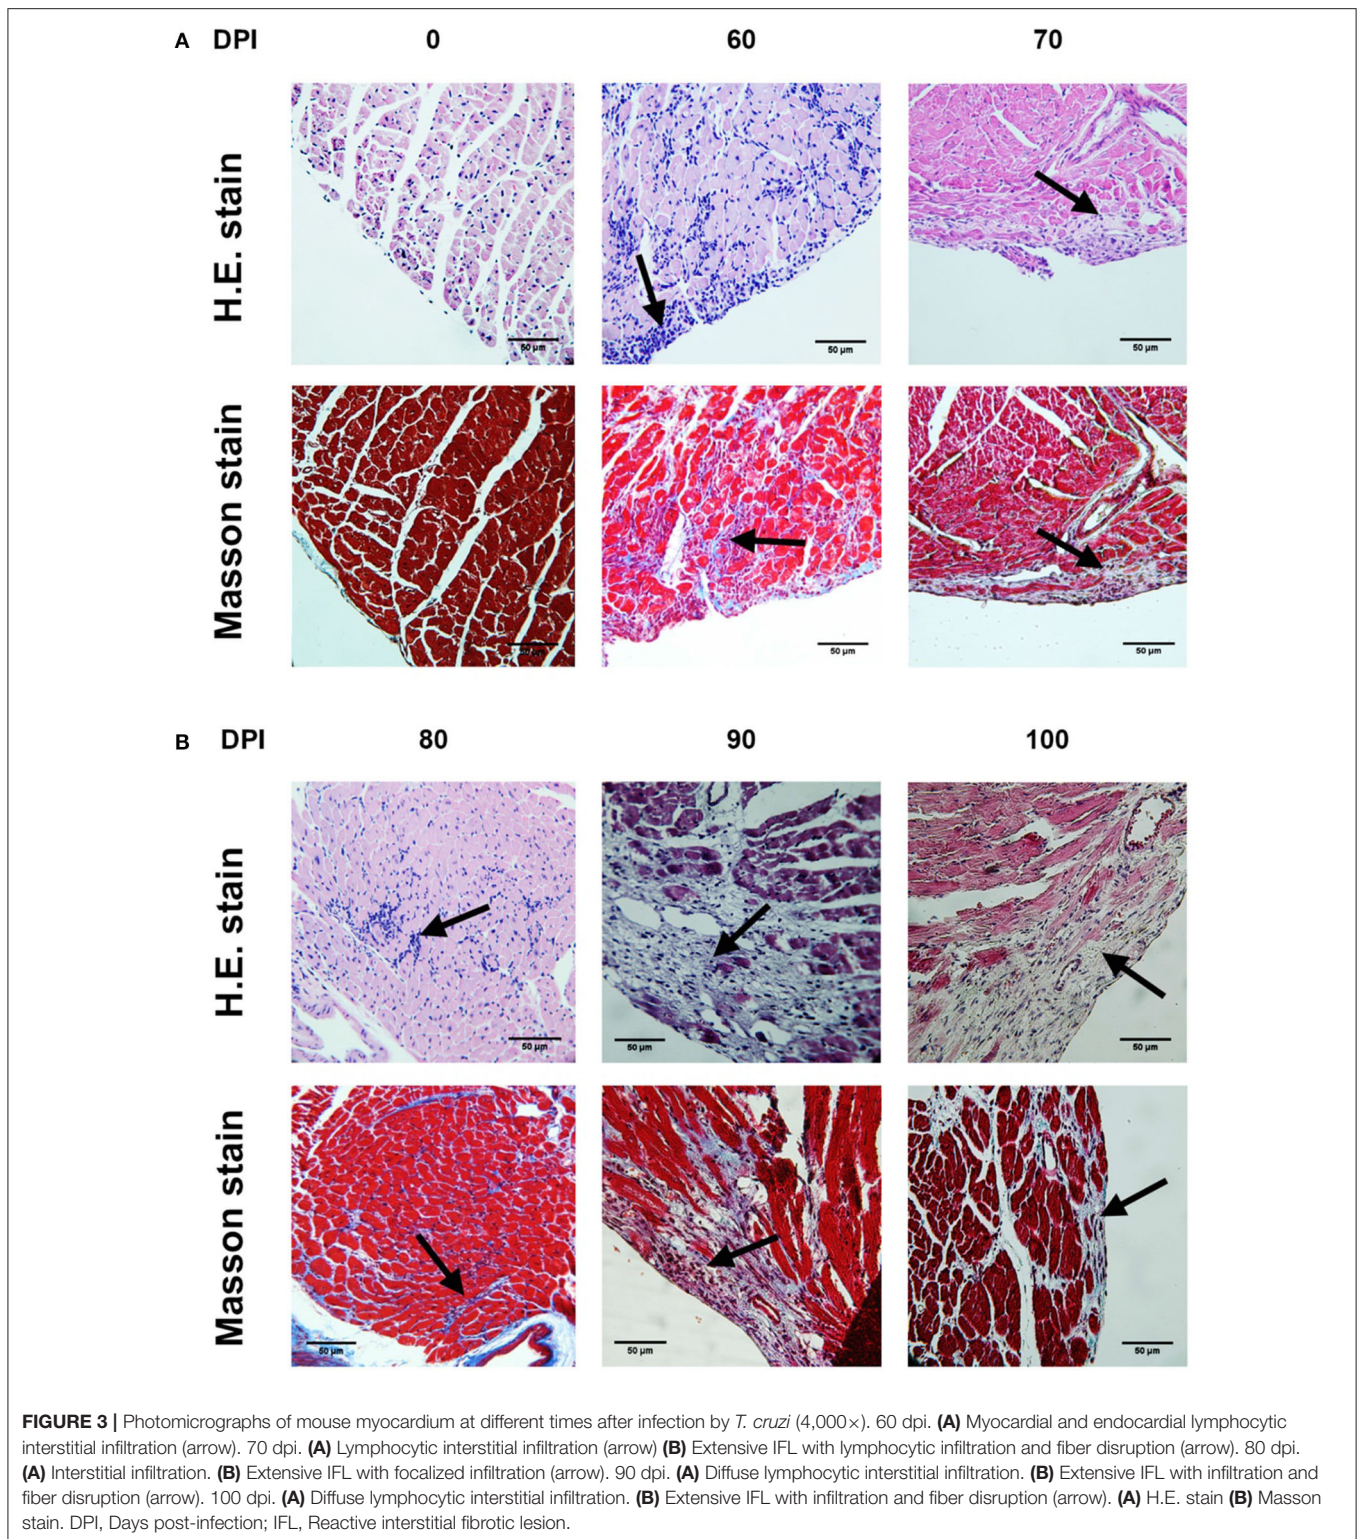 A DPI 0 60 70
H.E. stain
50 µm 50 µm 50 µm
Masson stain
50 µm 50 µm 50 µm
B DPI 80 90 100
H.E. stain
50 µm 50 µm 50 µm
Masson stain
50 µm 50 µm 50 µm
FIGURE 3 | Photomicrographs of mouse myocardium at different times after infection by T. cruzi (4,000×). 60 dpi. (A) Myocardial and endocardial lymphocytic
interstitial infiltration (arrow). 70 dpi. (A) Lymphocytic interstitial infiltration (arrow) (B) Extensive IFL with lymphocytic infiltration and fiber disruption (arrow). 80 dpi.
(A) Interstitial infiltration. (B) Extensive IFL with focalized infiltration (arrow). 90 dpi. (A) Diffuse lymphocytic interstitial infiltration. (B) Extensive IFL with infiltration and
fiber disruption (arrow). 100 dpi. (A) Diffuse lymphocytic interstitial infiltration. (B) Extensive IFL with infiltration and fiber disruption (arrow). (A) H.E. stain (B) Masson
stain. DPI, Days post-infection; IFL, Reactive interstitial fibrotic lesion.